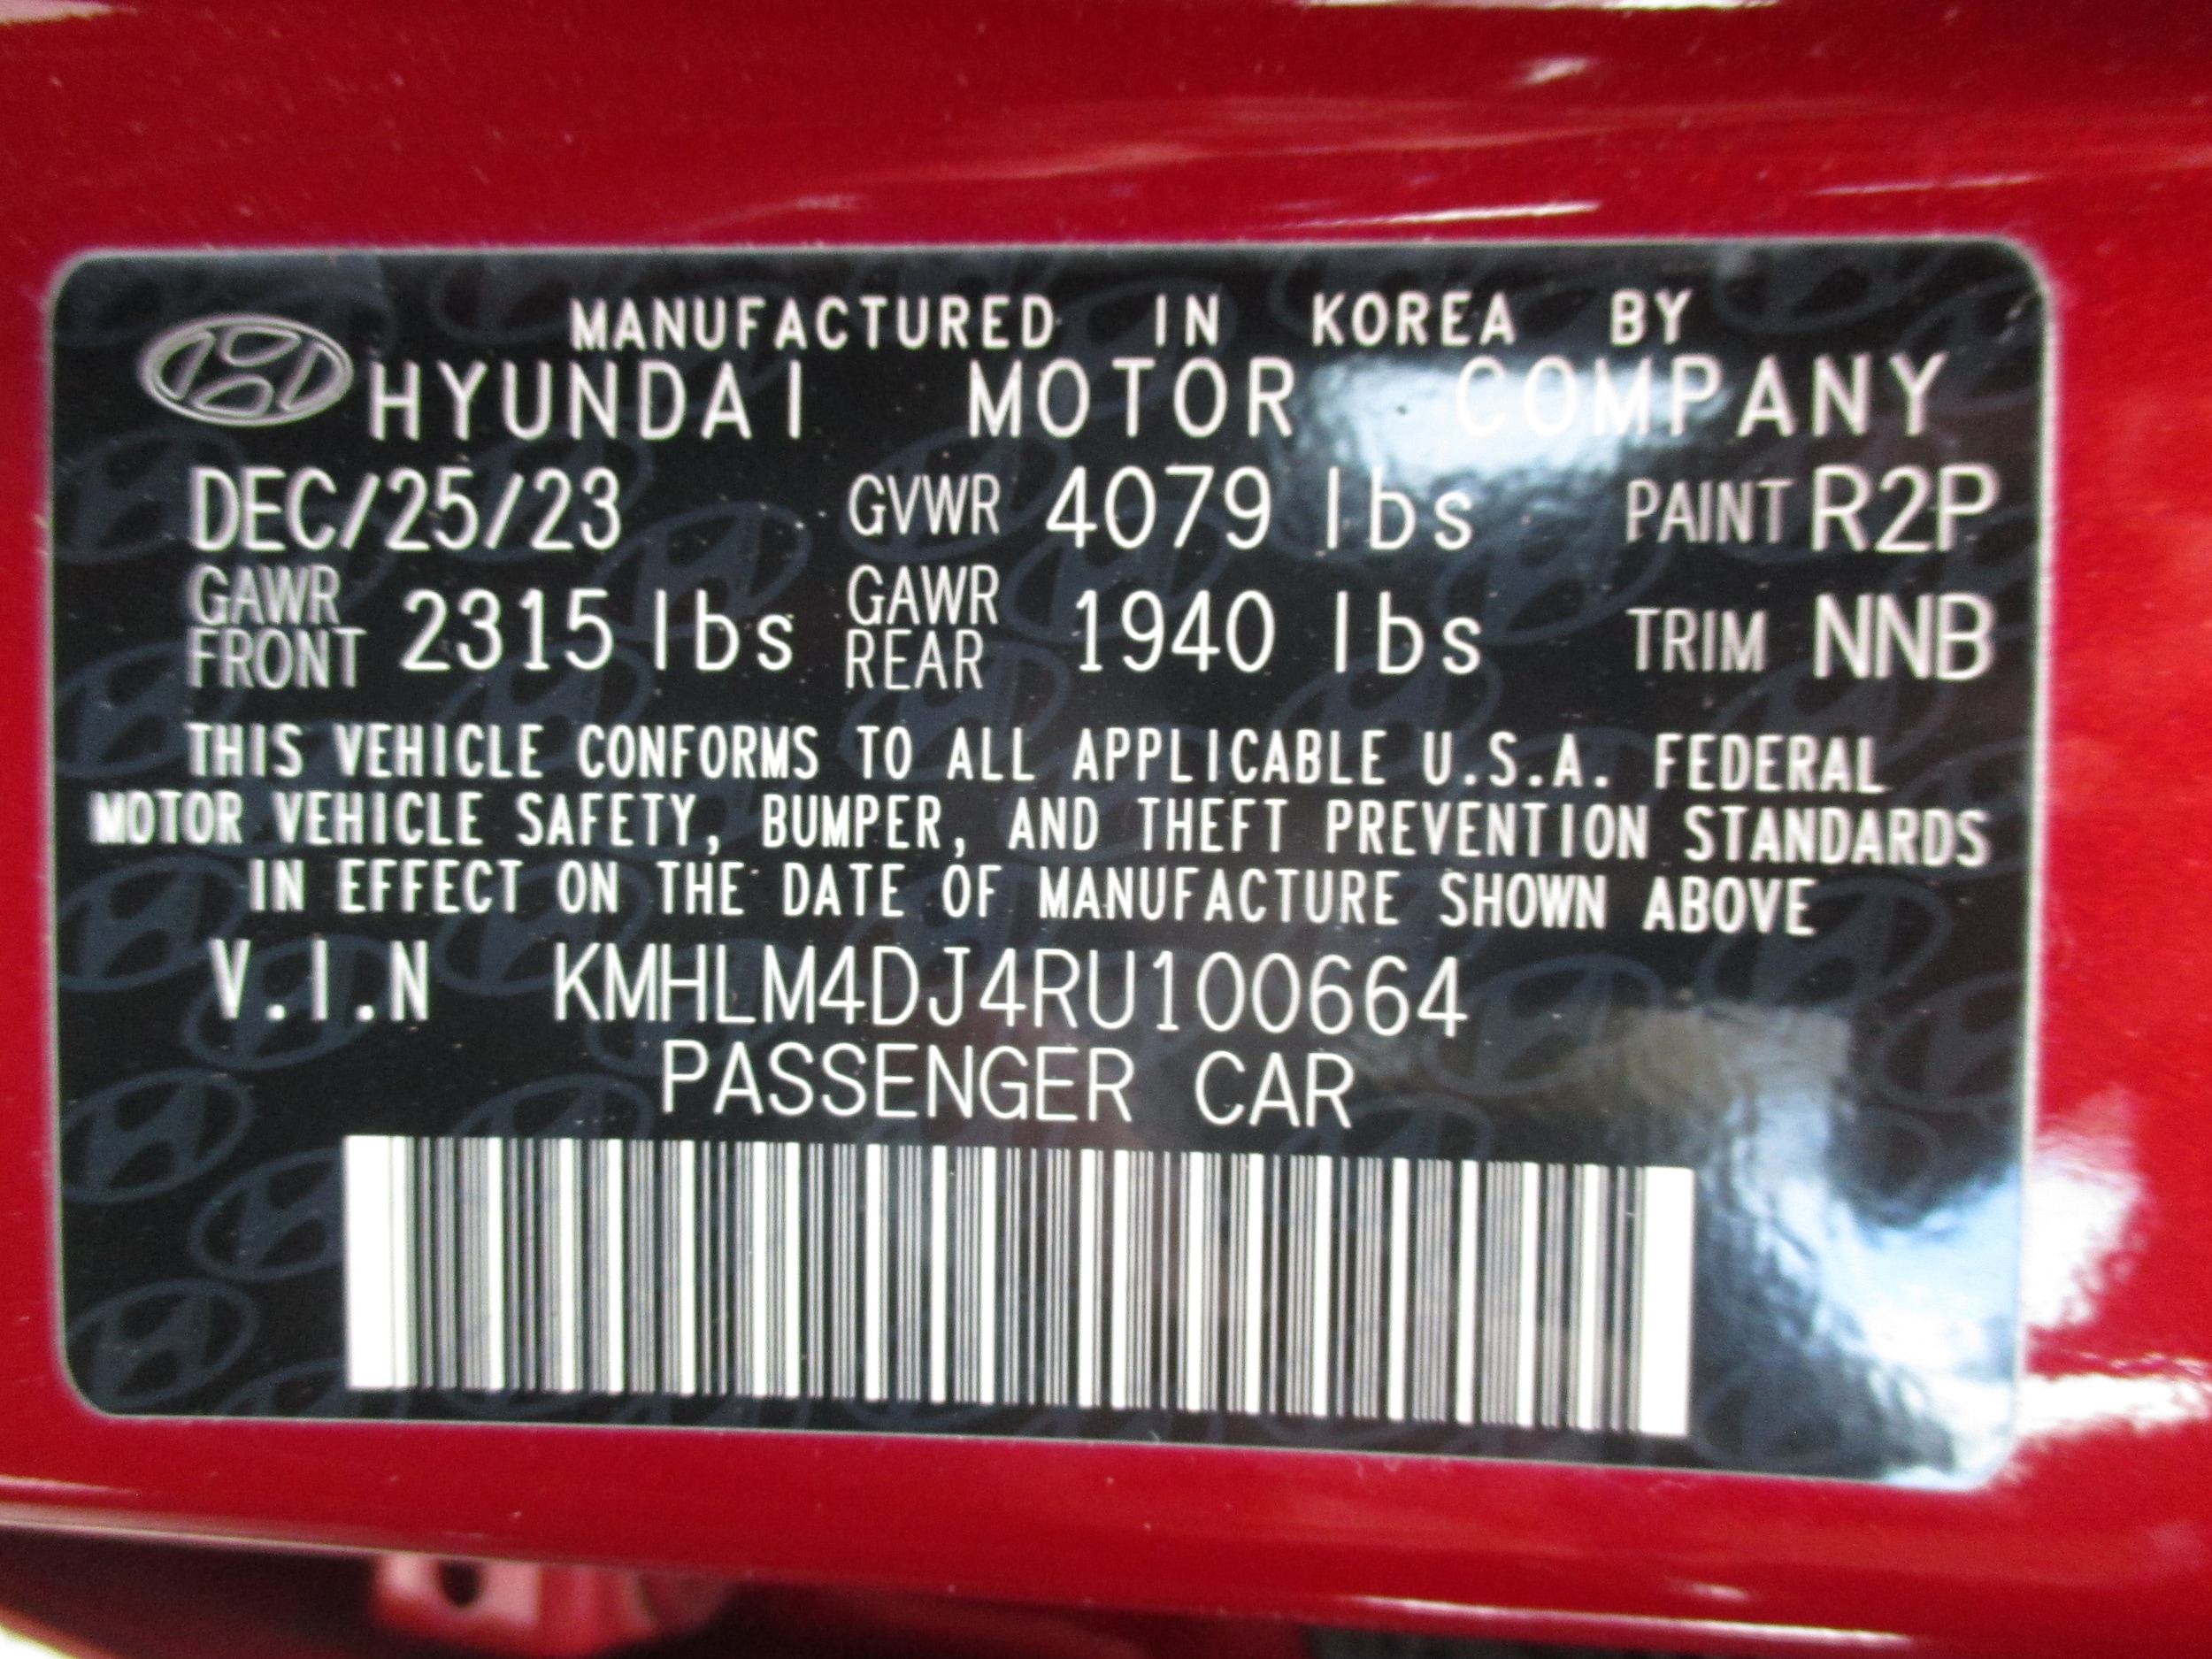 MANUFACTURED IN KOREA BY
HYUNDAI MOTOR COMPANY
DEC/25/23 GVWR 4079 lbs PAINT R2P
GAWR FRONT 2315 lbs GAWR REAR 1940 lbs TRIM NNB
THIS VEHICLE CONFORMS TO ALL APPLICABLE U.S.A. FEDERAL
MOTOR VEHICLE SAFETY, BUMPER, AND THEFT PREVENTION STANDARDS
IN EFFECT ON THE DATE OF MANUFACTURE SHOWN ABOVE
V.I.N KMHLM4DJ4RU100664
PASSENGER CAR